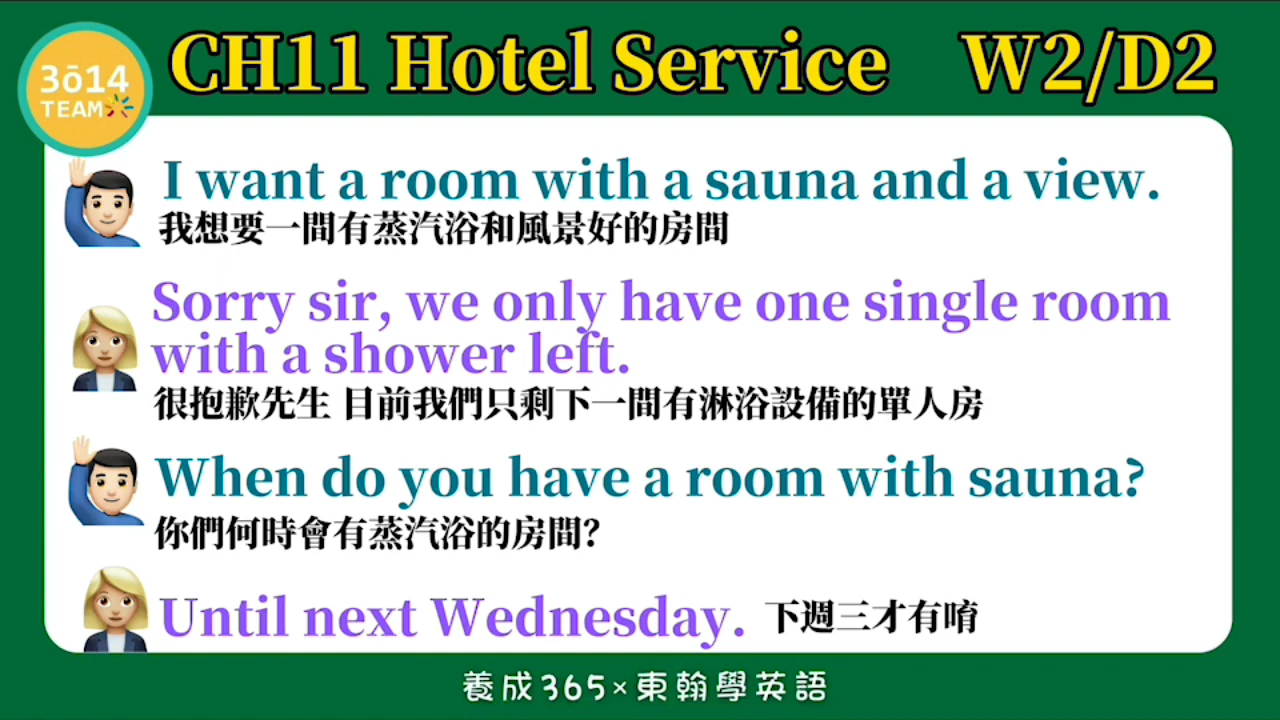 3ō14
TEAM
CH11 Hotel Service W2/D2
I want a room with a sauna and a view.
我想要一間有蒸汽浴和風景好的房間
Sorry sir, we only have one single room
with a shower left.
很抱歉先生 目前我們只剩下一間有淋浴設備的單人房
When do you have a room with sauna?
你們何時會有蒸汽浴的房間?
Until next Wednesday. 下週三才有唷
養成365×東翰學英語